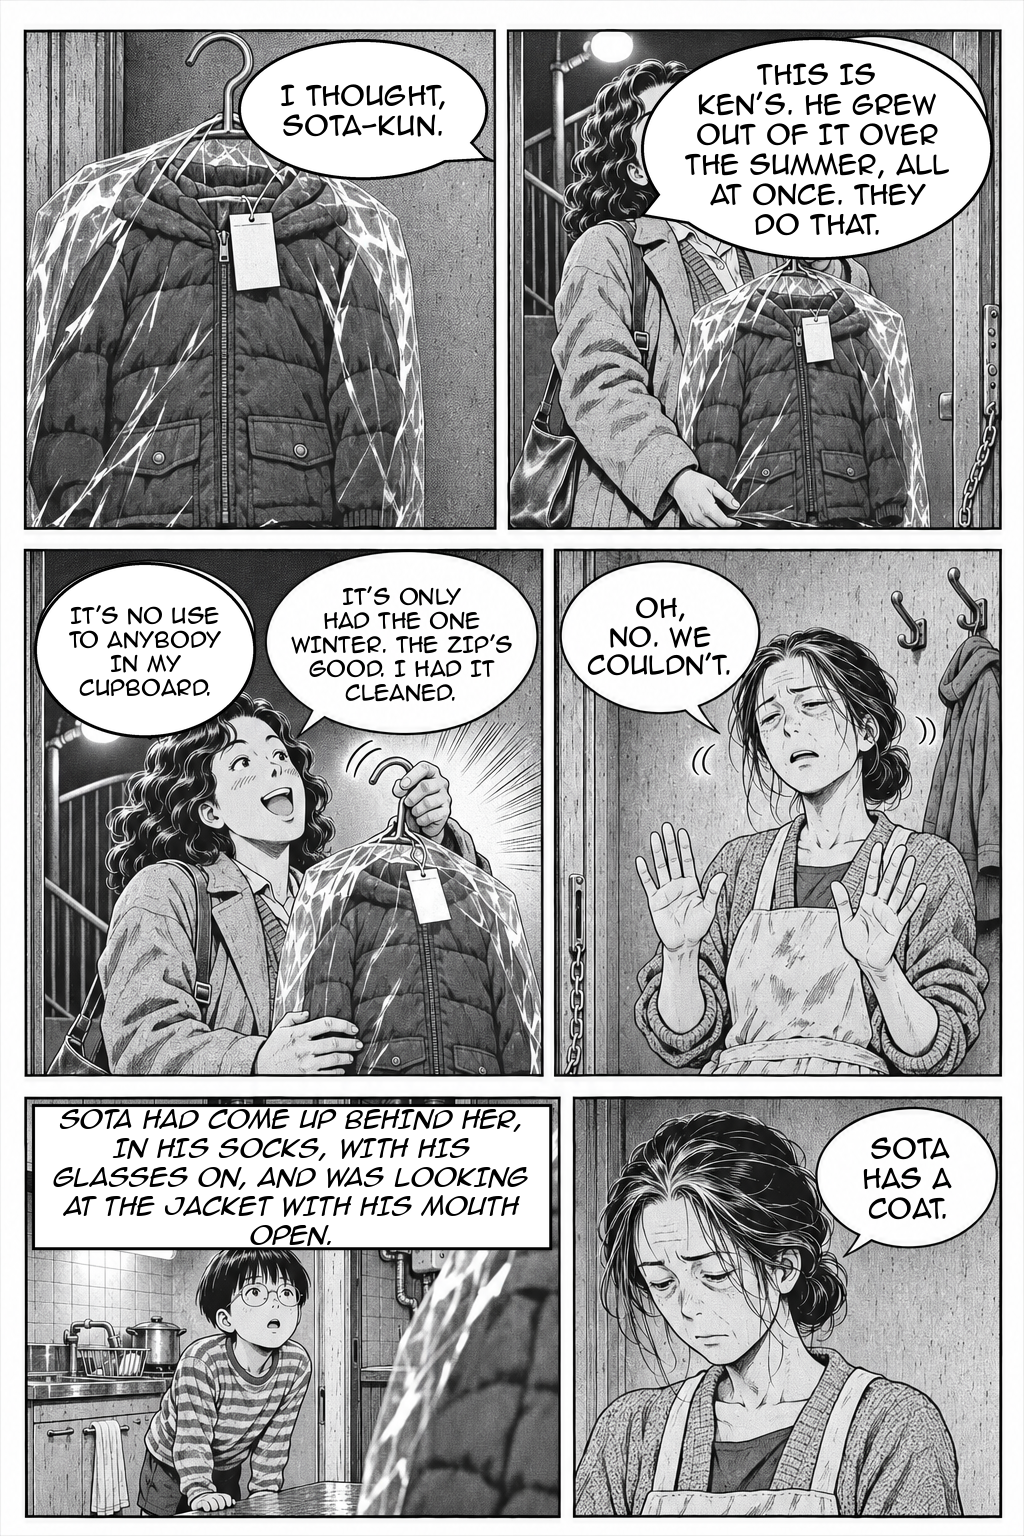 I THOUGHT,
SOTA-KUN.
THIS IS
KEN'S. HE GREW
OUT OF IT OVER
THE SUMMER, ALL
AT ONCE. THEY
DO THAT.
IT'S NO USE
TO ANYBODY
IN MY
CUPBOARD.
IT'S ONLY
HAD THE ONE
WINTER. THE ZIP'S
GOOD. I HAD IT
CLEANED.
OH,
NO. WE
COULDN'T.
SOTA HAD COME UP BEHIND HER,
IN HIS SOCKS, WITH HIS
GLASSES ON, AND WAS LOOKING
AT THE JACKET WITH HIS MOUTH
OPEN.
SOTA
HAS A
COAT.